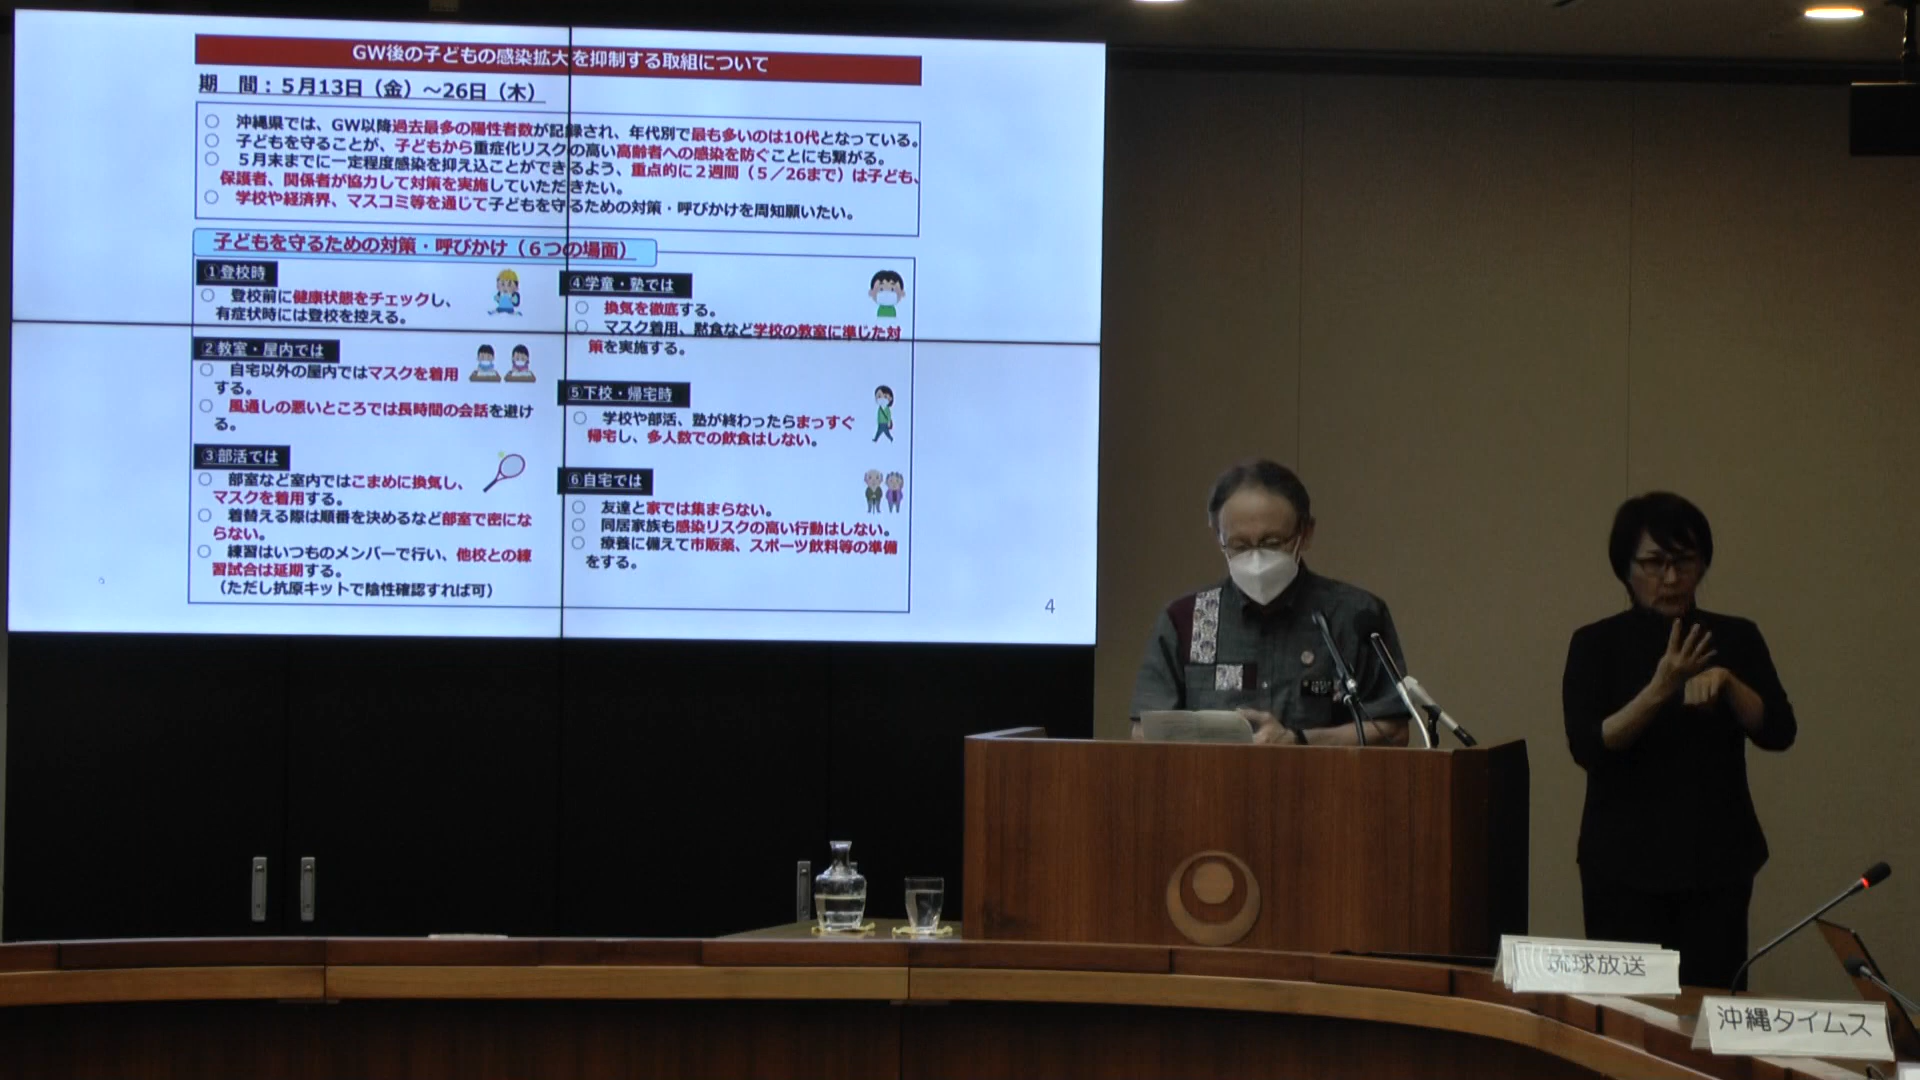 GW後の子どもの感染拡大を抑制する取組について
期　間：５月13日（金）～26日（木）
○　沖縄県では、GW以降過去最多の陽性者数が記録され、年代別で最も多いのは10代となっている。
○　子どもを守ることが、子どもから重症化リスクの高い高齢者への感染を防ぐことにも繋がる。
○　５月末までに一定程度感染を抑え込ことができるよう、重点的に２週間（５／26まで）は子ども、
保護者、関係者が協力して対策を実施していただきたい。
○　学校や経済界、マスコミ等を通じて子どもを守るための対策・呼びかけを周知願いたい。
子どもを守るための対策・呼びかけ（６つの場面）
①登校時
○　登校前に健康状態をチェックし、
有症状時には登校を控える。
②教室・屋内では
○　自宅以外の屋内ではマスクを着用
する。
○　風通しの悪いところでは長時間の会話を避け
る。
③部活では
○　部室など室内ではこまめに換気し、
マスクを着用する。
○　着替える際は順番を決めるなど部室で密にな
らない。
○　練習はいつものメンバーで行い、他校との練
習試合は延期する。
（ただし抗原キットで陰性確認すれば可）
④学童・塾では
○　換気を徹底する。
○　マスク着用、黙食など学校の教室に準じた対
策を実施する。
⑤下校・帰宅時
○　学校や部活、塾が終わったらまっすぐ
帰宅し、多人数での飲食はしない。
⑥自宅では
○　友達と家では集まらない。
○　同居家族も感染リスクの高い行動はしない。
○　療養に備えて市販薬、スポーツ飲料等の準備
をする。
4
琉球放送
沖縄タイムス